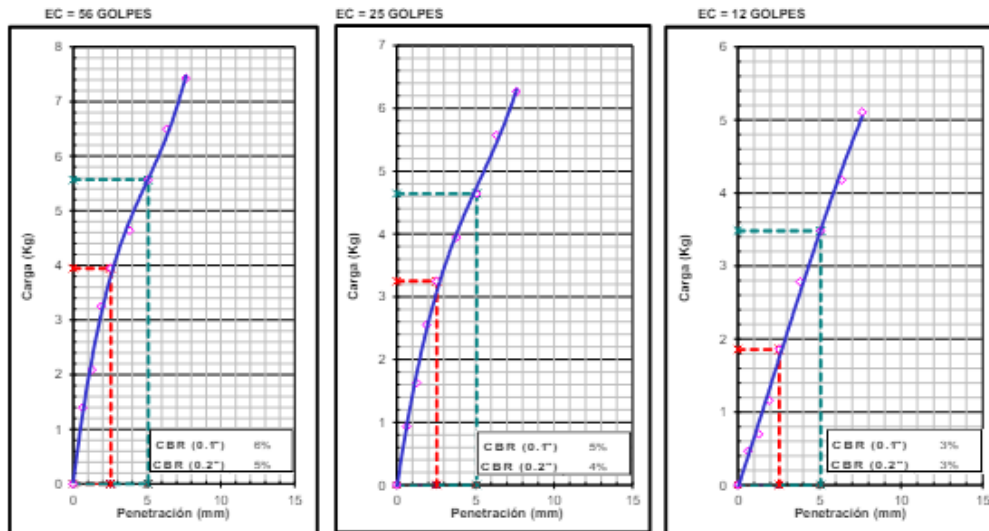 EC = 56 GOLPES
8
7
6
5
4
3
2
1
0
Carga (Kg)
CBR (0.1") 6%
CBR (0.2") 5%
0 5 10 15
Penetración (mm)
EC = 25 GOLPES
7
6
5
4
3
2
1
0
Carga (Kg)
CBR (0.1") 5%
CBR (0.2") 4%
0 5 10 15
Penetración (mm)
EC = 12 GOLPES
6
5
4
3
2
1
0
Carga (Kg)
CBR (0.1") 3%
CBR (0.2") 3%
0 5 10 15
Penetración (mm)